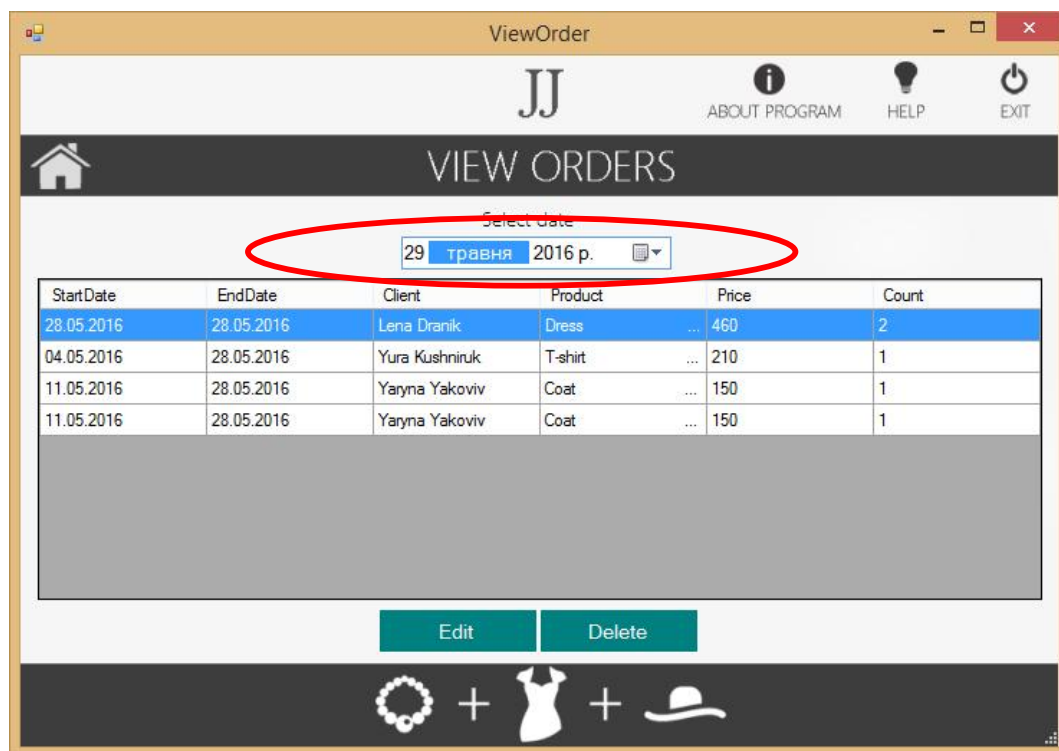 ViewOrder
JJ
ABOUT PROGRAM HELP EXIT
VIEW ORDERS
Select date
29 травня 2016 р.
StartDate EndDate Client Product Price Count
28.05.2016 28.05.2016 Lena Dranik Dress ... 460 2
04.05.2016 28.05.2016 Yura Kushniruk T-shirt ... 210 1
11.05.2016 28.05.2016 Yaryna Yakoviv Coat ... 150 1
11.05.2016 28.05.2016 Yaryna Yakoviv Coat ... 150 1
Edit Delete